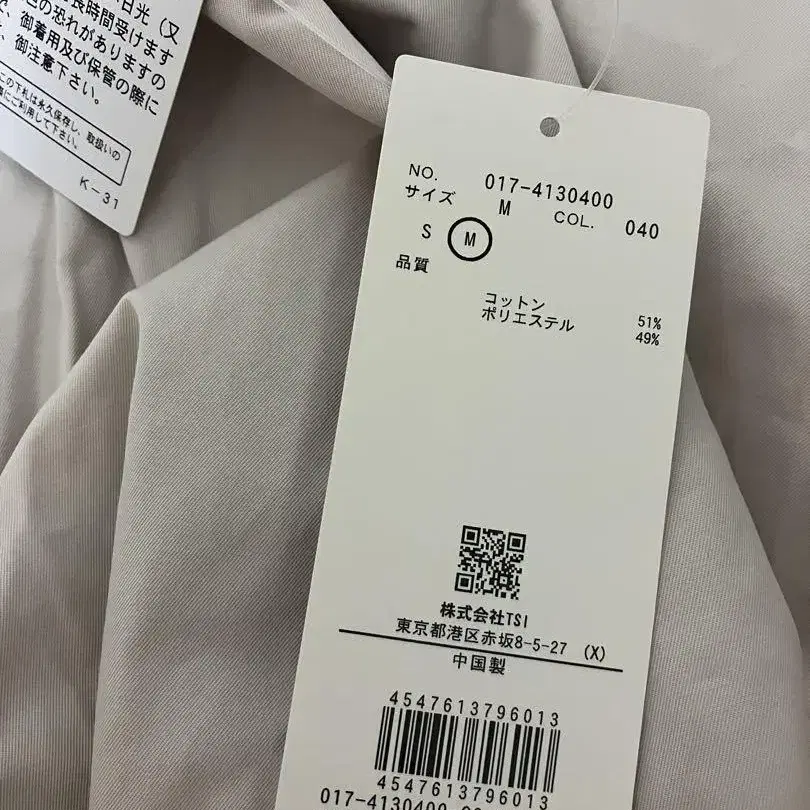 日光（又
長時間受けます
色の恐れがありますの
御着用及び保管の際に
御注意下さい。
この下札は永久保存し、取扱いの
際にご利用して下さい。
K-31
NO. 017-4130400
サイズ M COL. 040
S M
品質
コットン 51%
ポリエステル 49%
株式会社TSI
東京都港区赤坂8-5-27 (X)
中国製
4547613796013
4547613796013
017-4130400